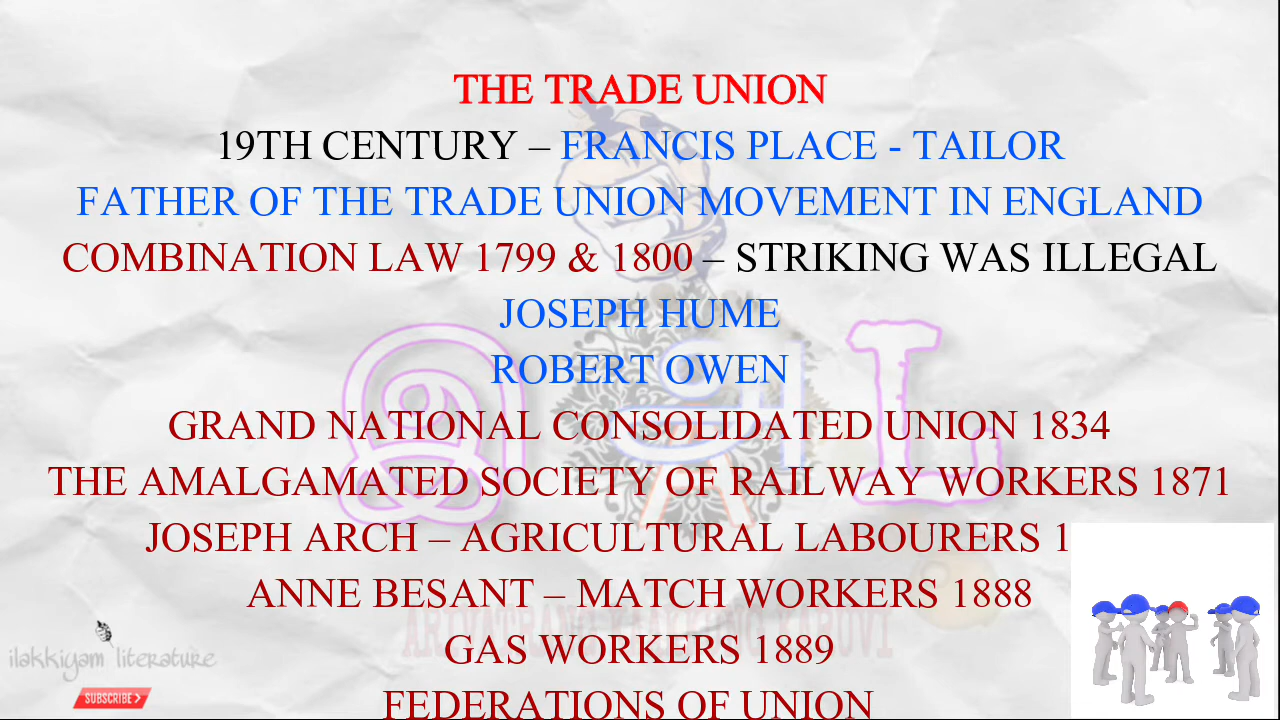 THE TRADE UNION
19TH CENTURY – FRANCIS PLACE - TAILOR
FATHER OF THE TRADE UNION MOVEMENT IN ENGLAND
COMBINATION LAW 1799 & 1800 – STRIKING WAS ILLEGAL
JOSEPH HUME
ROBERT OWEN
GRAND NATIONAL CONSOLIDATED UNION 1834
THE AMALGAMATED SOCIETY OF RAILWAY WORKERS 1871
JOSEPH ARCH – AGRICULTURAL LABOURERS 1
ANNE BESANT – MATCH WORKERS 1888
GAS WORKERS 1889
FEDERATIONS OF UNION
இ L
ilakkiyam literature
SUBSCRIBE >